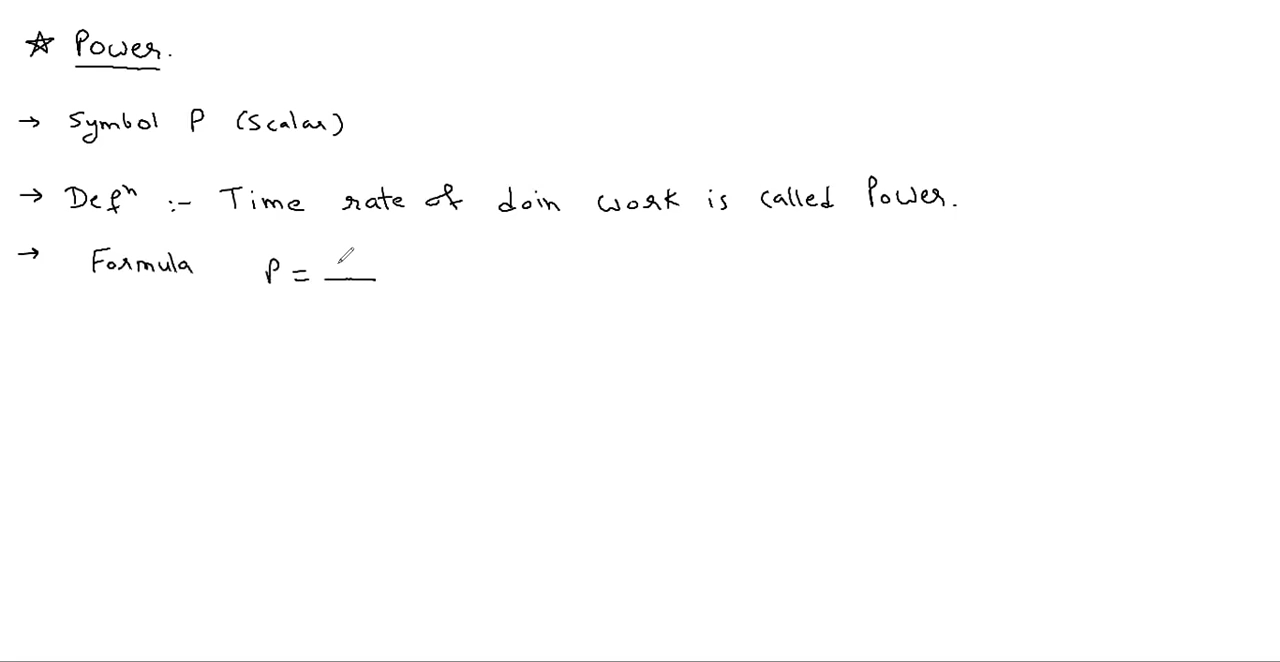 ☆ Power.
→ Symbol P (Scalar)
→ Defⁿ :- Time rate of doin work is called Power.
→ Formula P = —